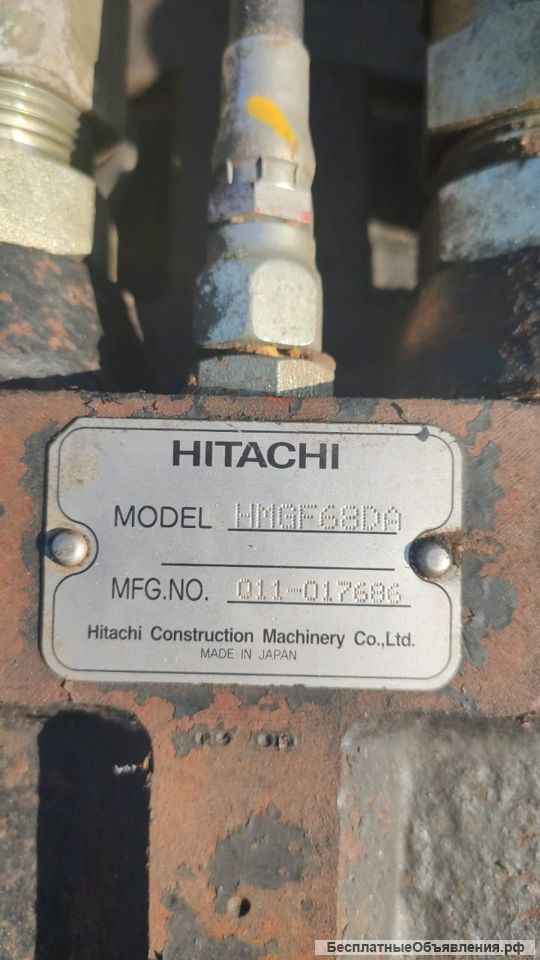 HITACHI
MODEL HMGF68DA
MFG.NO. 011-017686
Hitachi Construction Machinery Co.,Ltd.
MADE IN JAPAN
БесплатныеОбъявления.рф